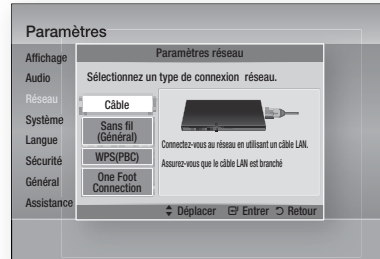 Paramètres
Affichage
Audio
Réseau
Système
Langue
Sécurité
Général
Assistance
Paramètres réseau
Sélectionnez un type de connexion réseau.
Câble
Sans fil
(Général)
WPS(PBC)
One Foot
Connection
Connectez-vous au réseau en utilisant un câble LAN.
Assurez-vous que le câble LAN est branché
Déplacer Entrer Retour